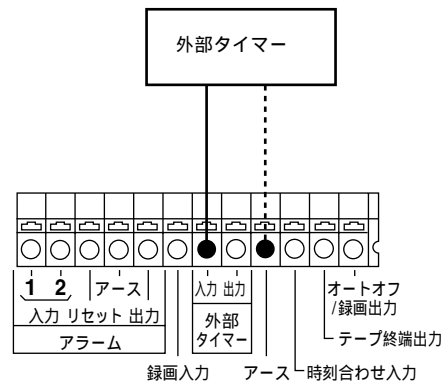 外部タイマー
1 2 アース 入力 出力 オートオフ
/録画出力
入力 リセット 出力 外部
タイマー
アラーム テープ終端出力
録画入力 アース 時刻合わせ入力